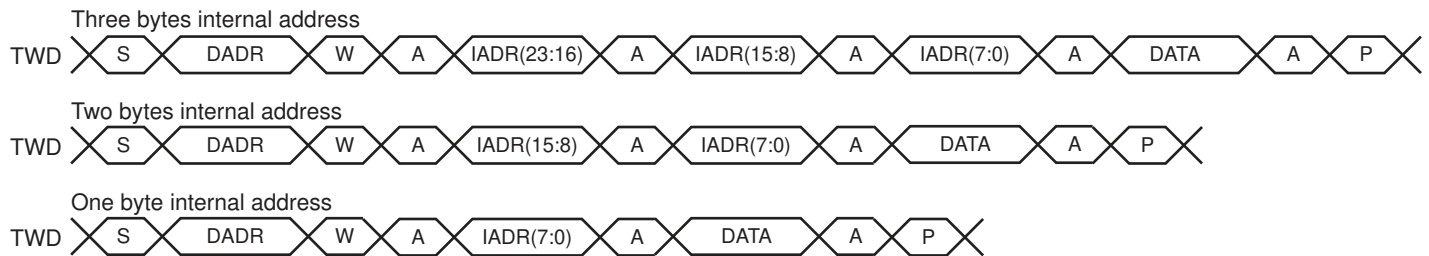 Three bytes internal address
TWD S DADR W A IADR(23:16) A IADR(15:8) A IADR(7:0) A DATA A P
Two bytes internal address
TWD S DADR W A IADR(15:8) A IADR(7:0) A DATA A P
One byte internal address
TWD S DADR W A IADR(7:0) A DATA A P